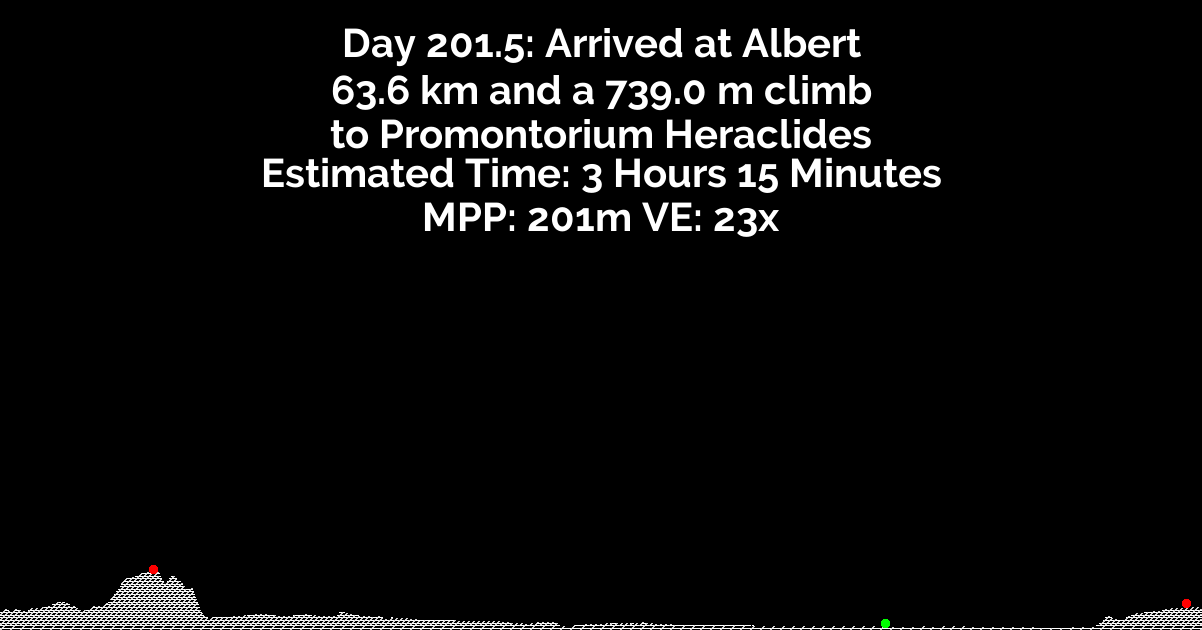 Day 201.5: Arrived at Albert
63.6 km and a 739.0 m climb
to Promontorium Heraclides
Estimated Time: 3 Hours 15 Minutes
MPP: 201m VE: 23x